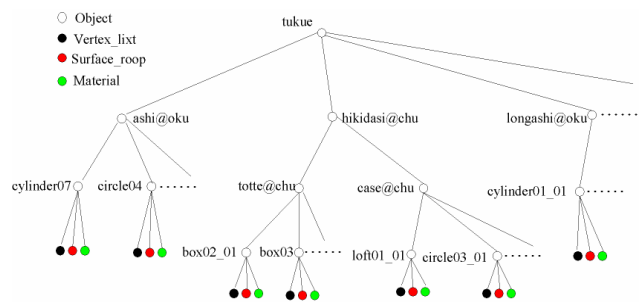 Object
tukue
Vertex_lixt
Surface_roop
Material
ashi@oku
hikidasi@chu
longashi@oku ......
cylinder07
circle04 ......
totte@chu
case@chu
cylinder01_01 ......
box02_01
box03 ......
loft01_01
circle03_01 ......